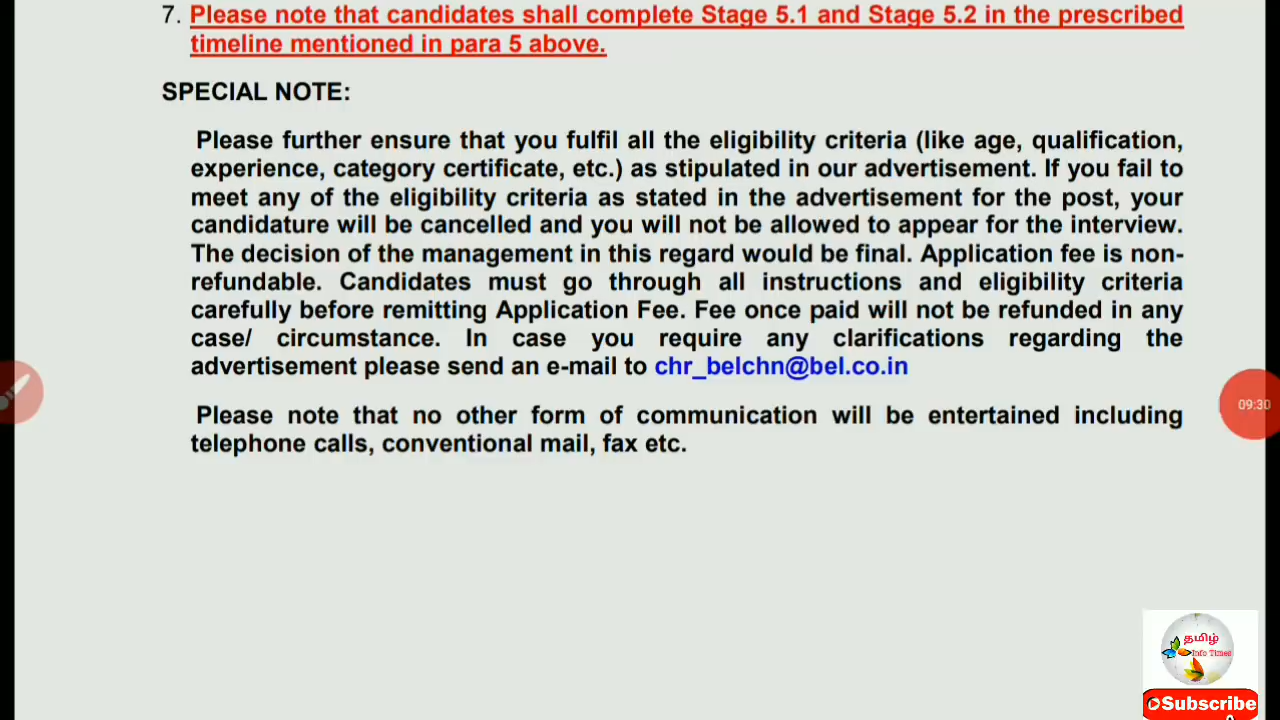 7. Please note that candidates shall complete Stage 5.1 and Stage 5.2 in the prescribed
timeline mentioned in para 5 above.
SPECIAL NOTE:
Please further ensure that you fulfil all the eligibility criteria (like age, qualification,
experience, category certificate, etc.) as stipulated in our advertisement. If you fail to
meet any of the eligibility criteria as stated in the advertisement for the post, your
candidature will be cancelled and you will not be allowed to appear for the interview.
The decision of the management in this regard would be final. Application fee is non-
refundable. Candidates must go through all instructions and eligibility criteria
carefully before remitting Application Fee. Fee once paid will not be refunded in any
case/ circumstance. In case you require any clarifications regarding the
advertisement please send an e-mail to chr_belchn@bel.co.in
Please note that no other form of communication will be entertained including
telephone calls, conventional mail, fax etc.
09:30
தமிழ்
Info Times
Subscribe